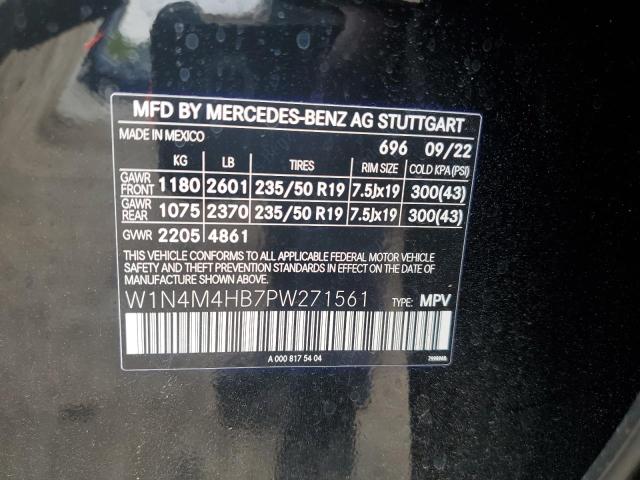 MFD BY MERCEDES-BENZ AG STUTTGART
MADE IN MEXICO 696 09/22
KG LB TIRES RIM SIZE COLD KPA(PSI)
GAWR FRONT 1180 2601 235/50 R19 7.5Jx19 300(43)
GAWR REAR 1075 2370 235/50 R19 7.5Jx19 300(43)
GVWR 2205 4861
THIS VEHICLE CONFORMS TO ALL APPLICABLE FEDERAL MOTOR VEHICLE
SAFETY AND THEFT PREVENTION STANDARDS IN EFFECT ON THE DATE OF
MANUFACTURE SHOWN ABOVE.
W1N4M4HB7PW271561 TYPE: MPV
A 000 817 54 04